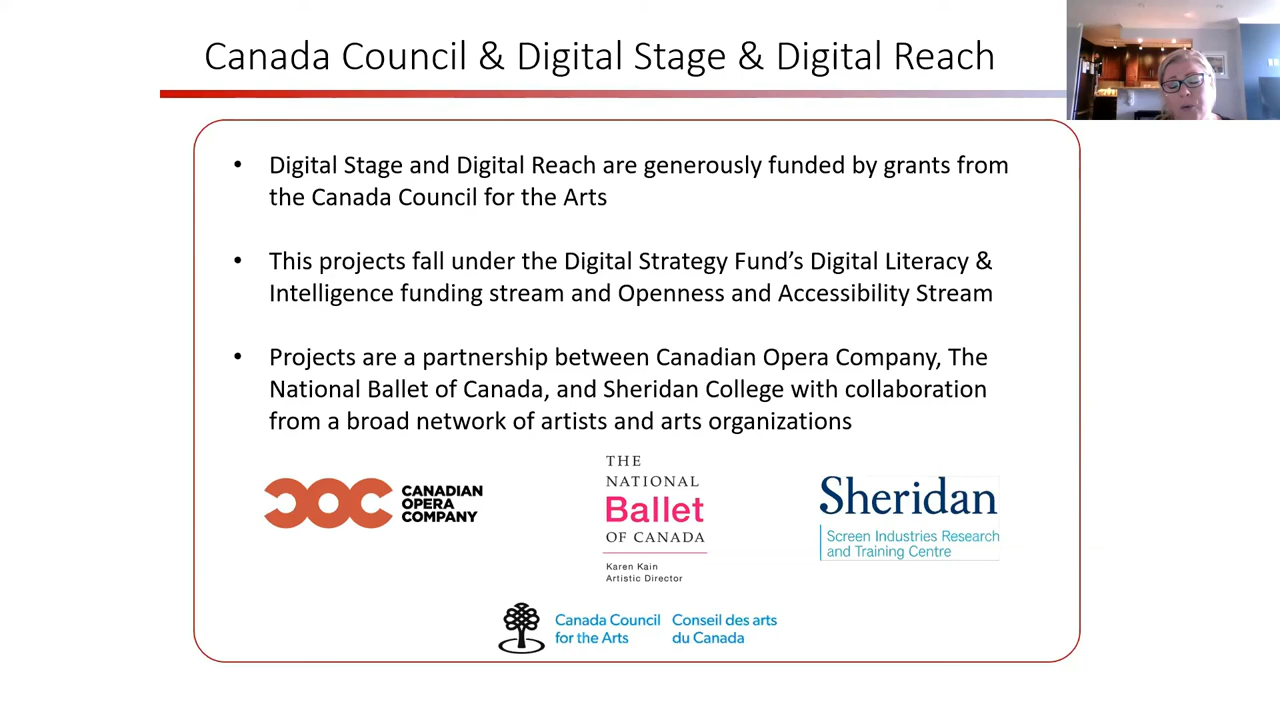 Canada Council & Digital Stage & Digital Reach
• Digital Stage and Digital Reach are generously funded by grants from
the Canada Council for the Arts
• This projects fall under the Digital Strategy Fund's Digital Literacy &
Intelligence funding stream and Openness and Accessibility Stream
• Projects are a partnership between Canadian Opera Company, The
National Ballet of Canada, and Sheridan College with collaboration
from a broad network of artists and arts organizations
COC
CANADIAN
OPERA
COMPANY
THE
NATIONAL
Ballet
OF CANADA
Karen Kain
Artistic Director
Sheridan
Screen Industries Research
and Training Centre
Canada Council
for the Arts
Conseil des arts
du Canada